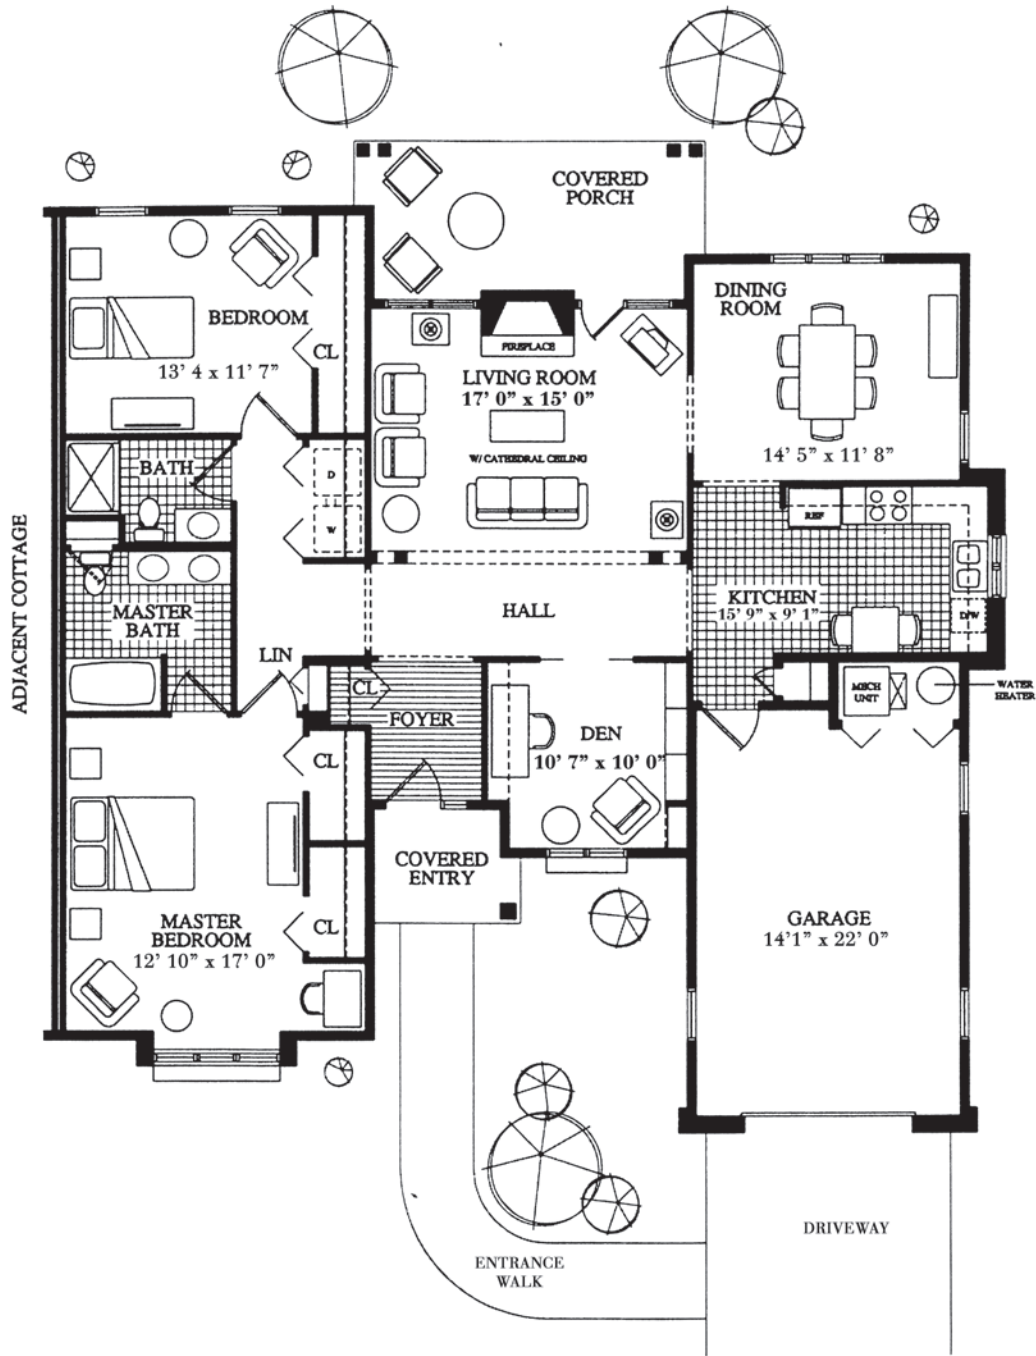 COVERED
PORCH
DINING
ROOM
14' 5" x 11' 8"
BEDROOM
13' 4 x 11' 7"
CL
FIREPLACE
LIVING ROOM
17' 0" x 15' 0"
W/ CATHEDRAL CEILING
BATH
D
W
REF
KITCHEN
15' 9" x 9' 1"
D/W
ADJACENT COTTAGE
MASTER
BATH
HALL
LIN
CL
FOYER
DEN
10' 7" x 10' 0"
MECH
UNIT
WATER
HEATER
CL
COVERED
ENTRY
CL
MASTER
BEDROOM
12' 10" x 17' 0"
GARAGE
14'1" x 22' 0"
ENTRANCE
WALK
DRIVEWAY